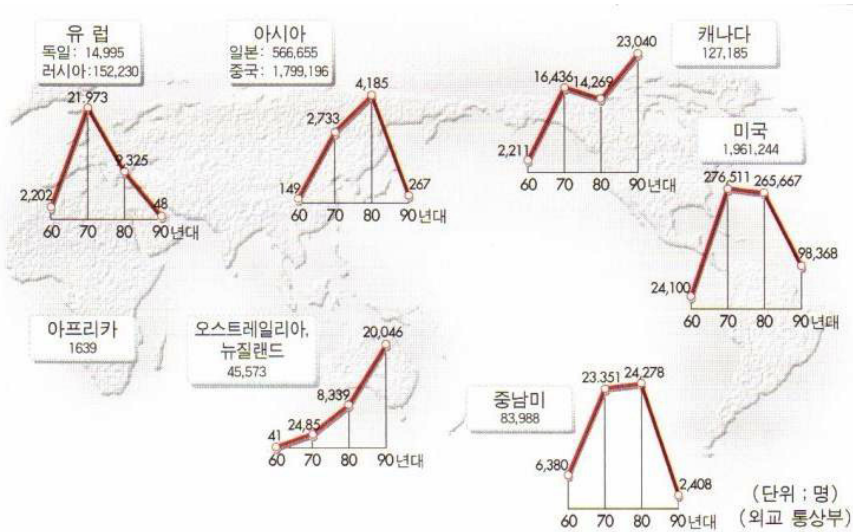 유 럽
독일: 14,995
러시아:152,230
21,973
2,202
9,325
48
60 70 80 90년대
아시아
일본: 566,655
중국: 1,799,196
4,185
2,733
149
267
60 70 80 90년대
캐나다
127,185
23,040
16,436
14,269
2,211
60 70 80 90년대
미국
1,961,244
276,511
265,667
98,368
24,100
60 70 80 90년대
아프리카
1639
오스트레일리아,
뉴질랜드
45,573
20,046
8,339
24,85
41
60 70 80 90년대
중남미
83,988
23.351
24,278
6,380
2,408
60 70 80 90년대
(단위 ; 명)
(외교 통상부)